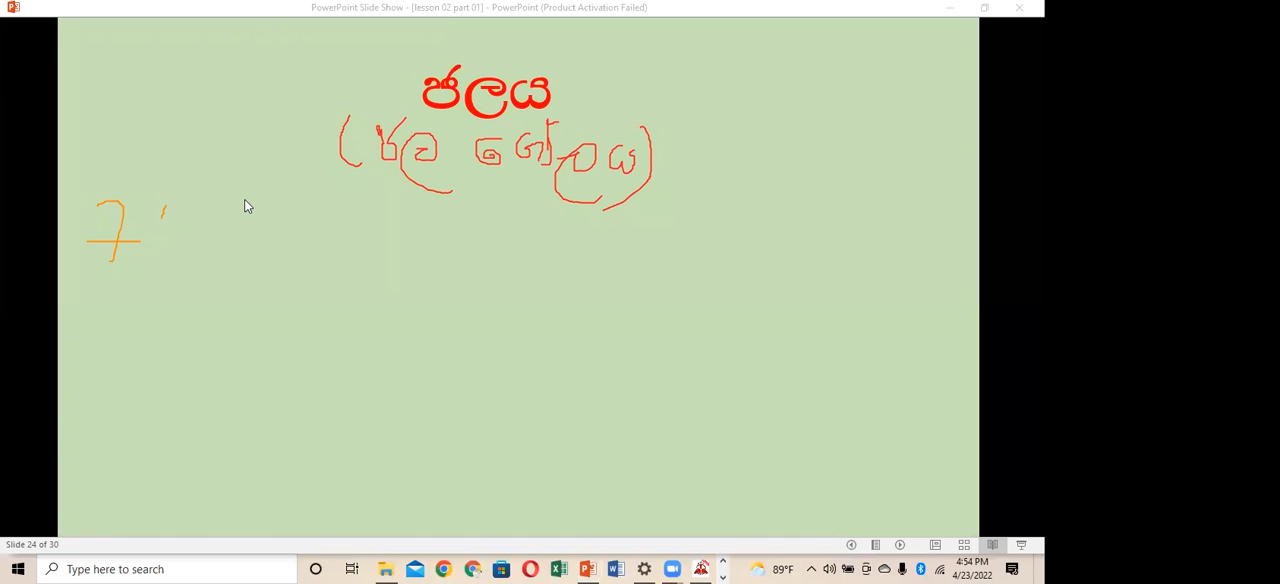 PowerPoint Slide Show - [lesson 02 part 01] - PowerPoint (Product Activation Failed)
ජලය
(ජල ගෝලය)
7 '
Slide 24 of 30
Type here to search
89°F
4:54 PM
4/23/2022